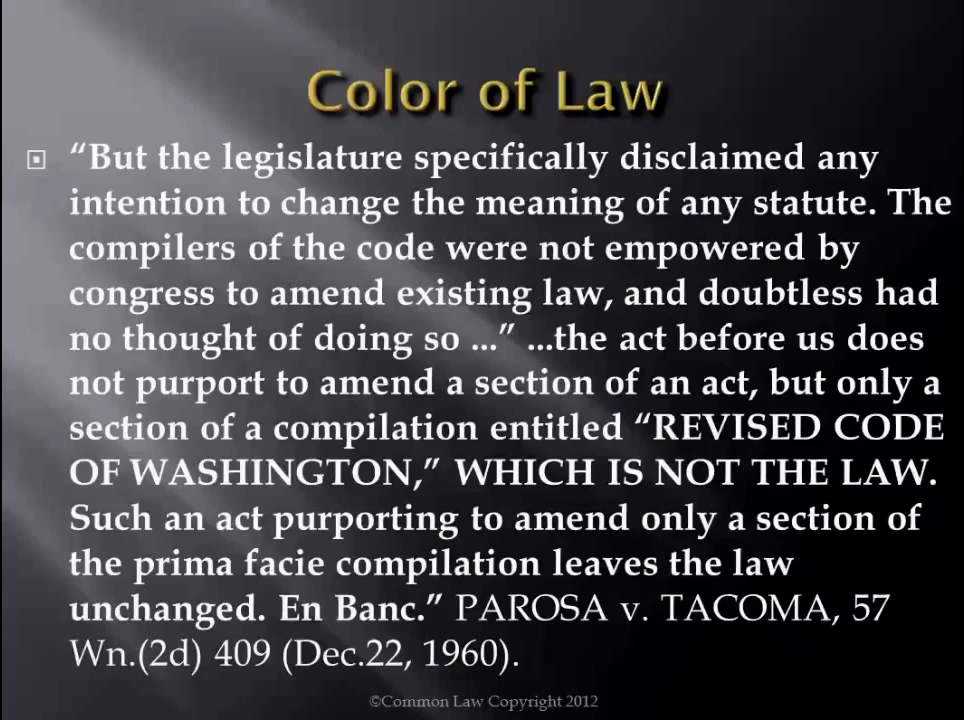 Color of Law
“But the legislature specifically disclaimed any
intention to change the meaning of any statute. The
compilers of the code were not empowered by
congress to amend existing law, and doubtless had
no thought of doing so ...” ...the act before us does
not purport to amend a section of an act, but only a
section of a compilation entitled “REVISED CODE
OF WASHINGTON,” WHICH IS NOT THE LAW.
Such an act purporting to amend only a section of
the prima facie compilation leaves the law
unchanged. En Banc.” PAROSA v. TACOMA, 57
Wn.(2d) 409 (Dec.22, 1960).
©Common Law Copyright 2012